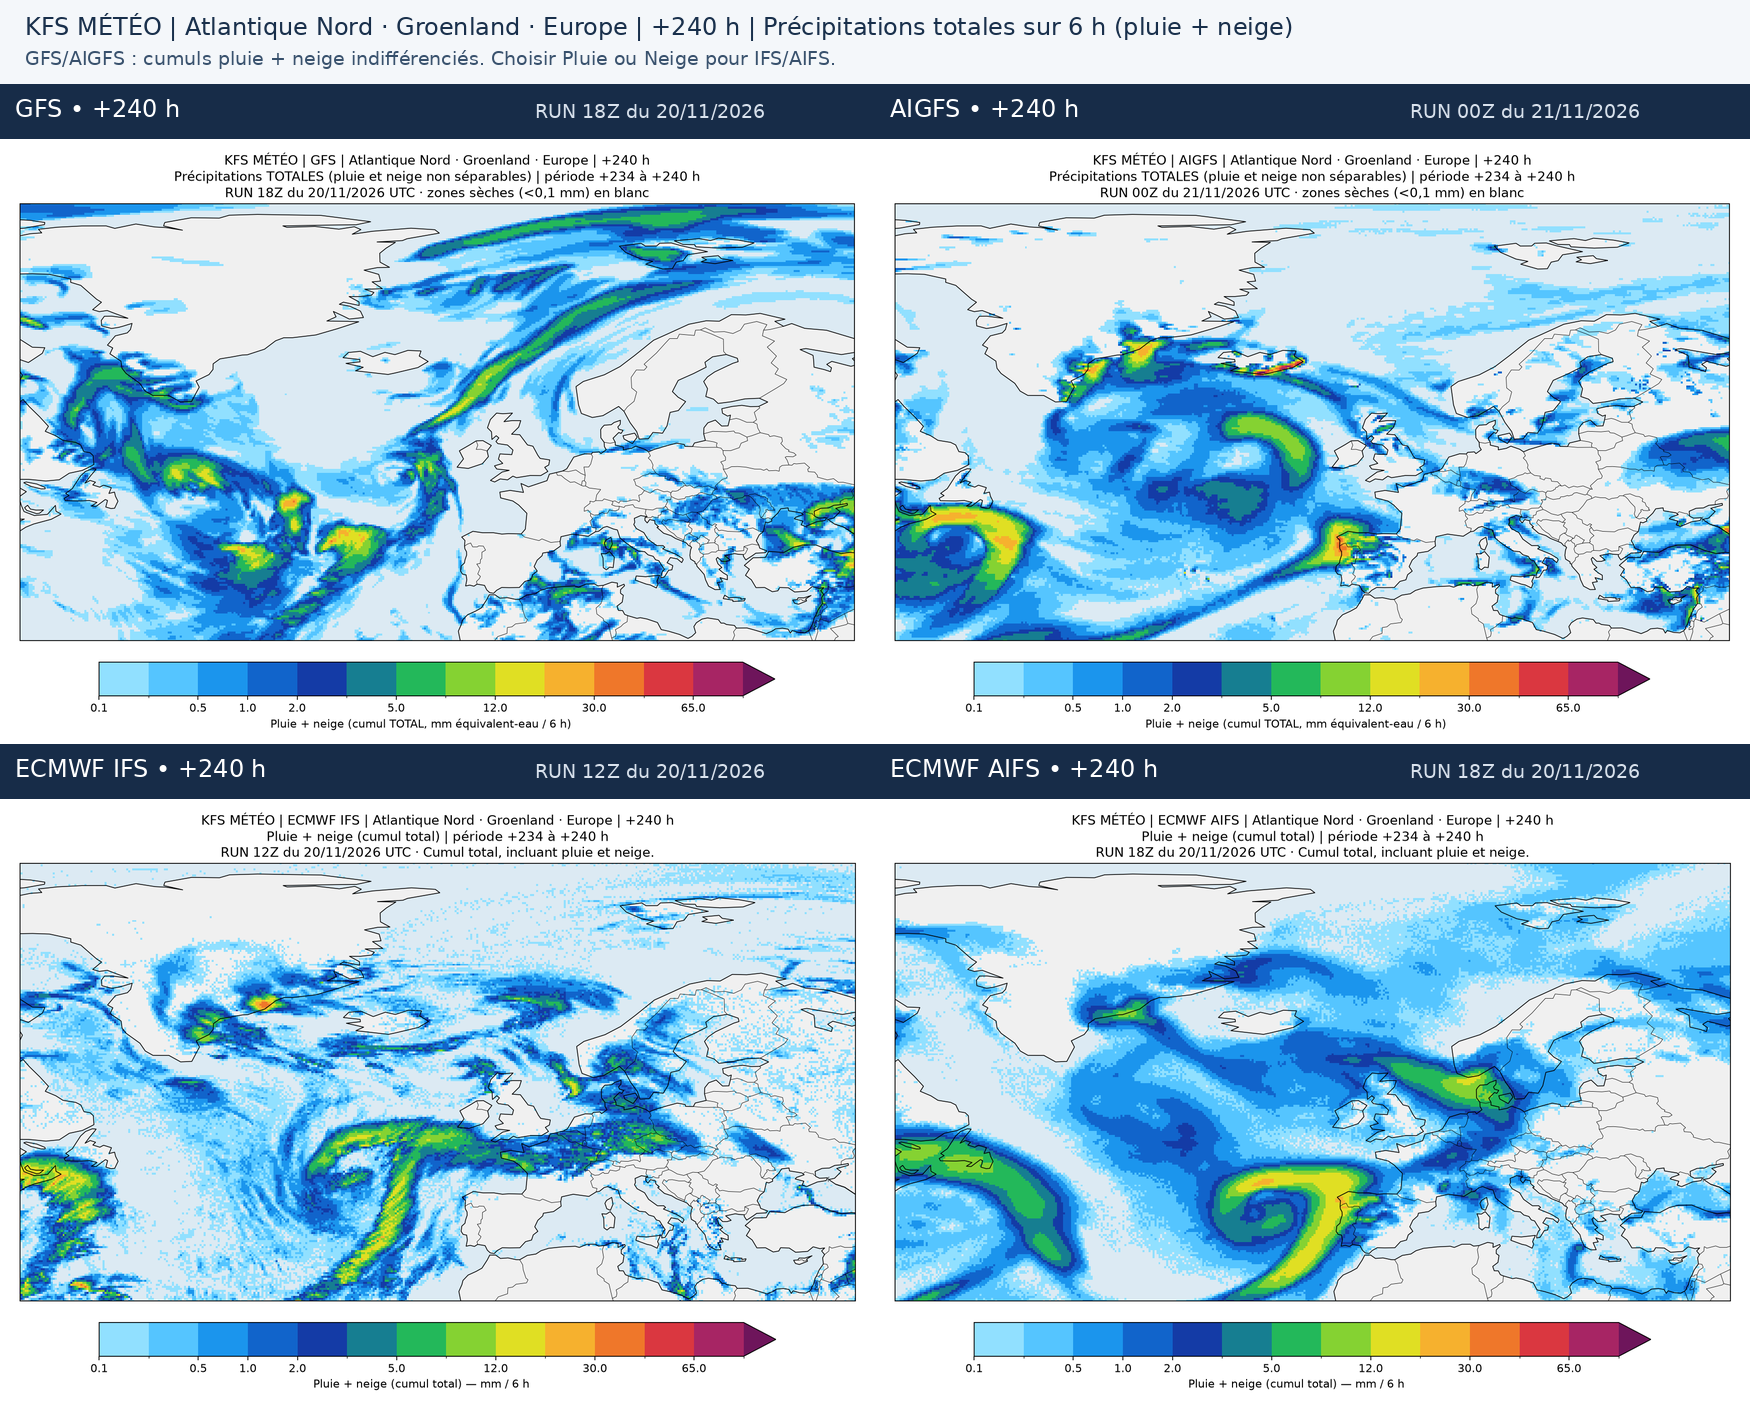 KFS MÉTÉO | Atlantique Nord · Groenland · Europe | +240 h | Précipitations totales sur 6 h (pluie + neige)
GFS/AIGFS : cumuls pluie + neige indifférenciés. Choisir Pluie ou Neige pour IFS/AIFS.
GFS • +240 h
RUN 18Z du 20/11/2026
KFS MÉTÉO | GFS | Atlantique Nord · Groenland · Europe | +240 h
Précipitations TOTALES (pluie et neige non séparables) | période +234 à +240 h
RUN 18Z du 20/11/2026 UTC · zones sèches (<0,1 mm) en blanc
0.1 0.5 1.0 2.0 5.0 12.0 30.0 65.0
Pluie + neige (cumul TOTAL, mm équivalent-eau / 6 h)
AIGFS • +240 h
RUN 00Z du 21/11/2026
KFS MÉTÉO | AIGFS | Atlantique Nord · Groenland · Europe | +240 h
Précipitations TOTALES (pluie et neige non séparables) | période +234 à +240 h
RUN 00Z du 21/11/2026 UTC · zones sèches (<0,1 mm) en blanc
0.1 0.5 1.0 2.0 5.0 12.0 30.0 65.0
Pluie + neige (cumul TOTAL, mm équivalent-eau / 6 h)
ECMWF IFS • +240 h
RUN 12Z du 20/11/2026
KFS MÉTÉO | ECMWF IFS | Atlantique Nord · Groenland · Europe | +240 h
Pluie + neige (cumul total) | période +234 à +240 h
RUN 12Z du 20/11/2026 UTC · Cumul total, incluant pluie et neige.
0.1 0.5 1.0 2.0 5.0 12.0 30.0 65.0
Pluie + neige (cumul total) — mm / 6 h
ECMWF AIFS • +240 h
RUN 18Z du 20/11/2026
KFS MÉTÉO | ECMWF AIFS | Atlantique Nord · Groenland · Europe | +240 h
Pluie + neige (cumul total) | période +234 à +240 h
RUN 18Z du 20/11/2026 UTC · Cumul total, incluant pluie et neige.
0.1 0.5 1.0 2.0 5.0 12.0 30.0 65.0
Pluie + neige (cumul total) — mm / 6 h